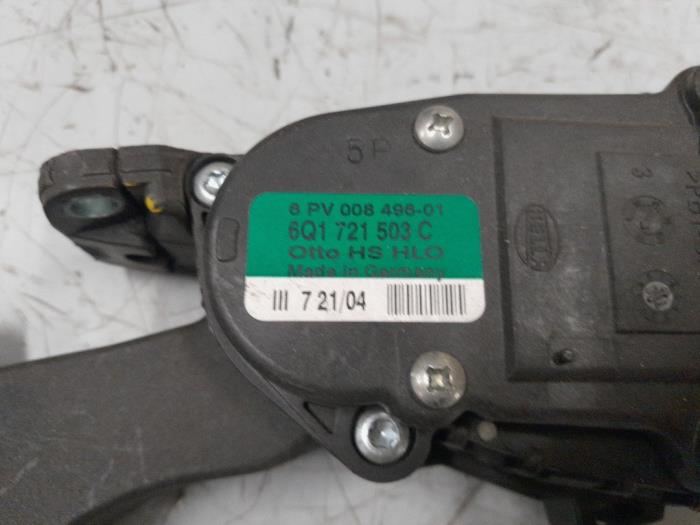 5P
6 PV 008 496-01
6Q1 721 503 C
Otto HS HLO
Made in Germany
III 7 21/04
HELLA
3